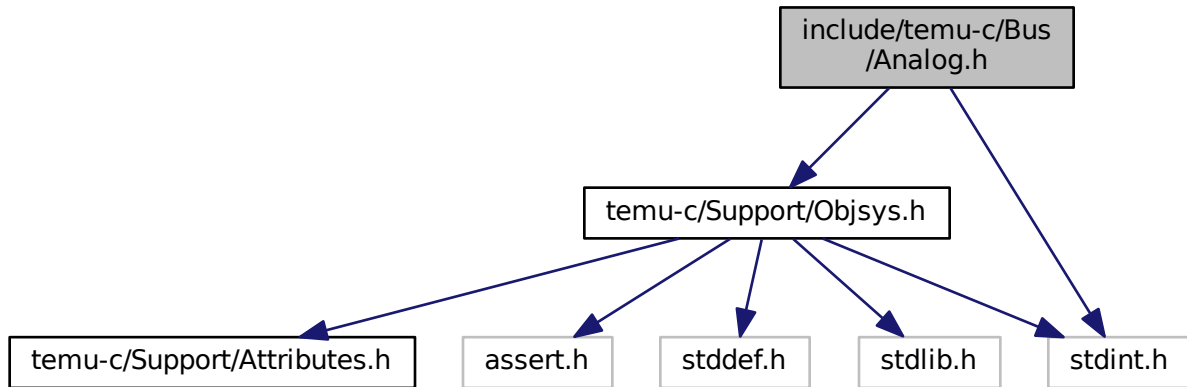 include/temu-c/Bus
/Analog.h
temu-c/Support/Objsys.h
temu-c/Support/Attributes.h
assert.h
stddef.h
stdlib.h
stdint.h